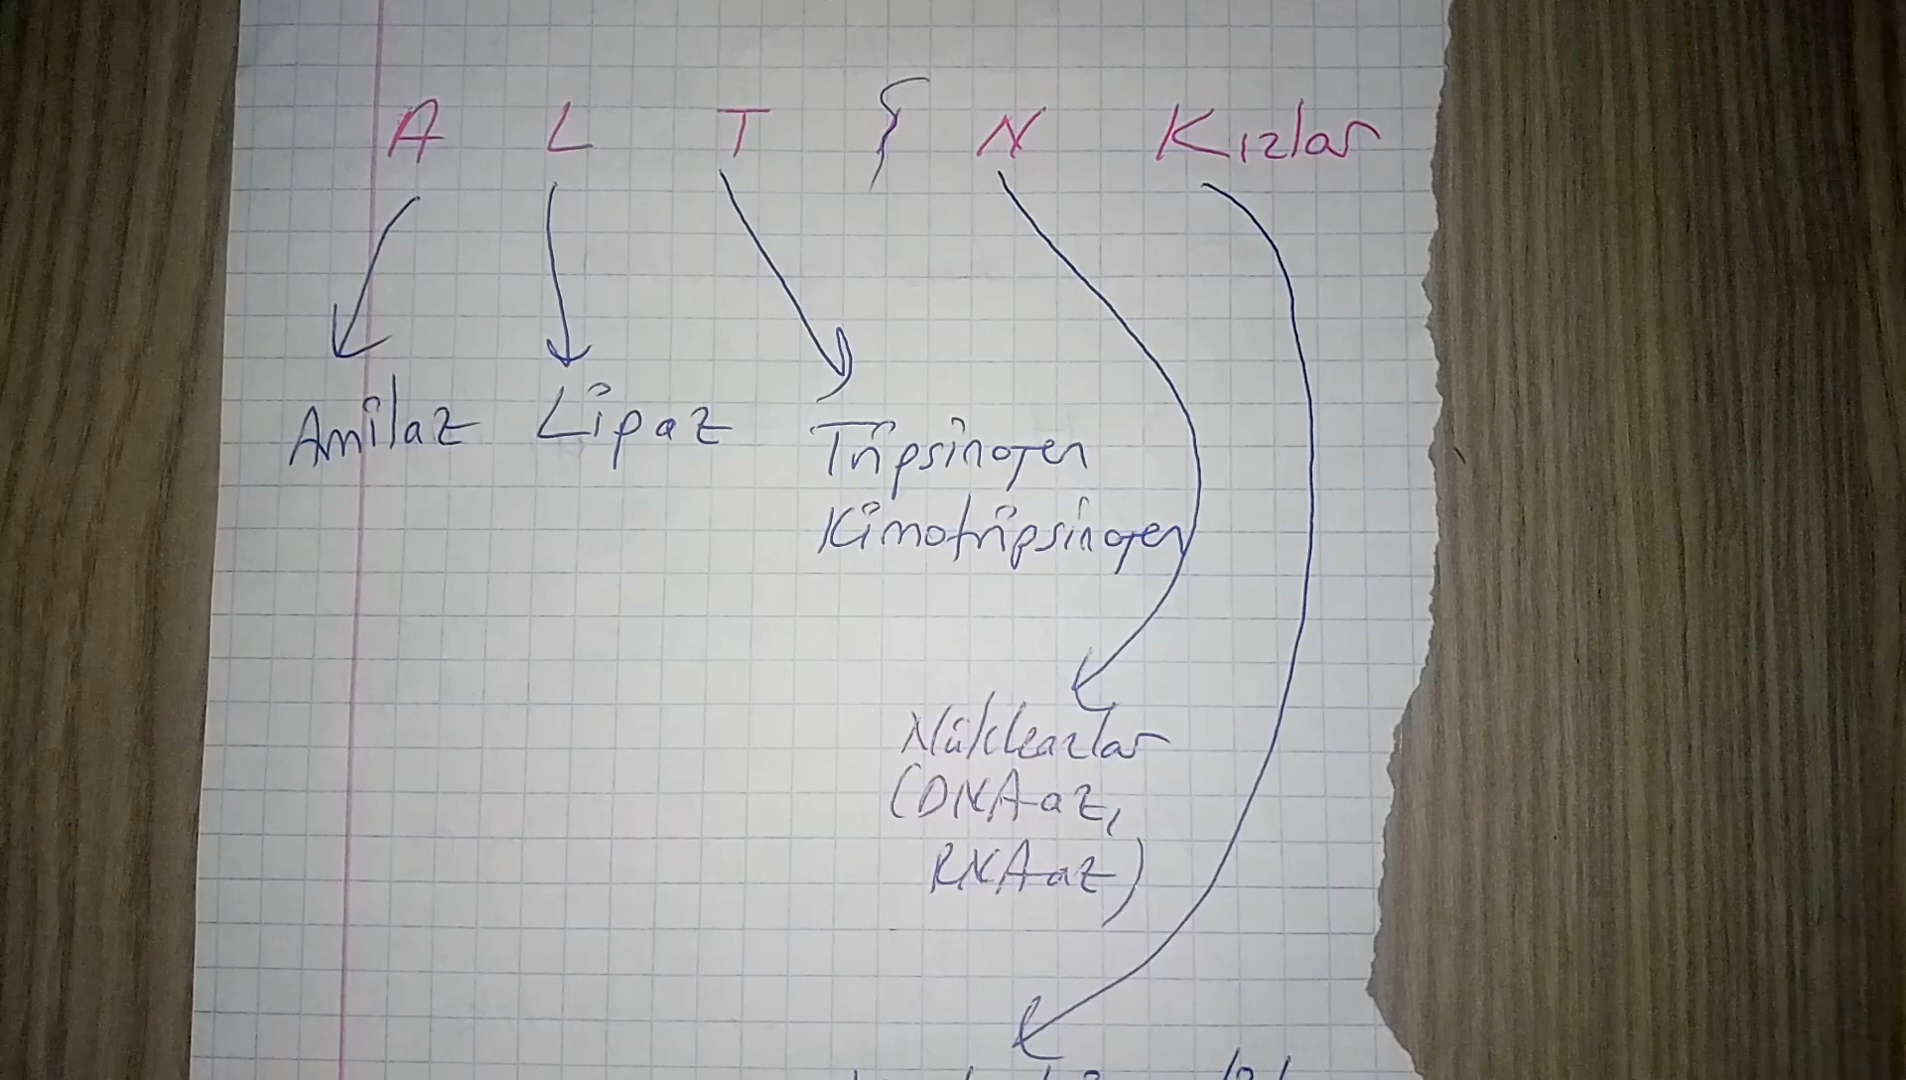 A L T N Kızlar
Amilaz Lipaz
Tripsinojen
Kimotripsinojen
Nükleazlar
(DNA-az,
RNA-az)